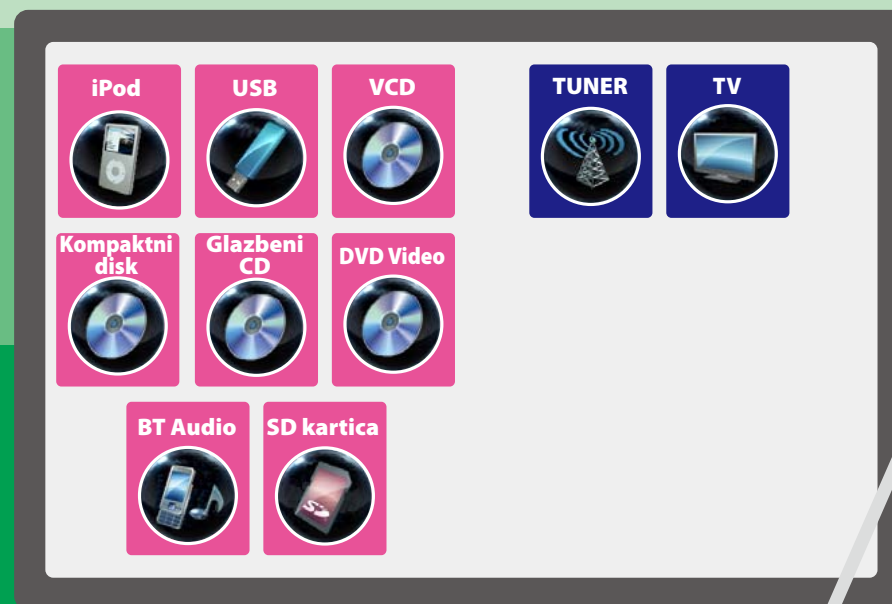 iPod
USB
VCD
TUNER
TV
Kompaktni
disk
Glazbeni
CD
DVD Video
BT Audio
SD kartica